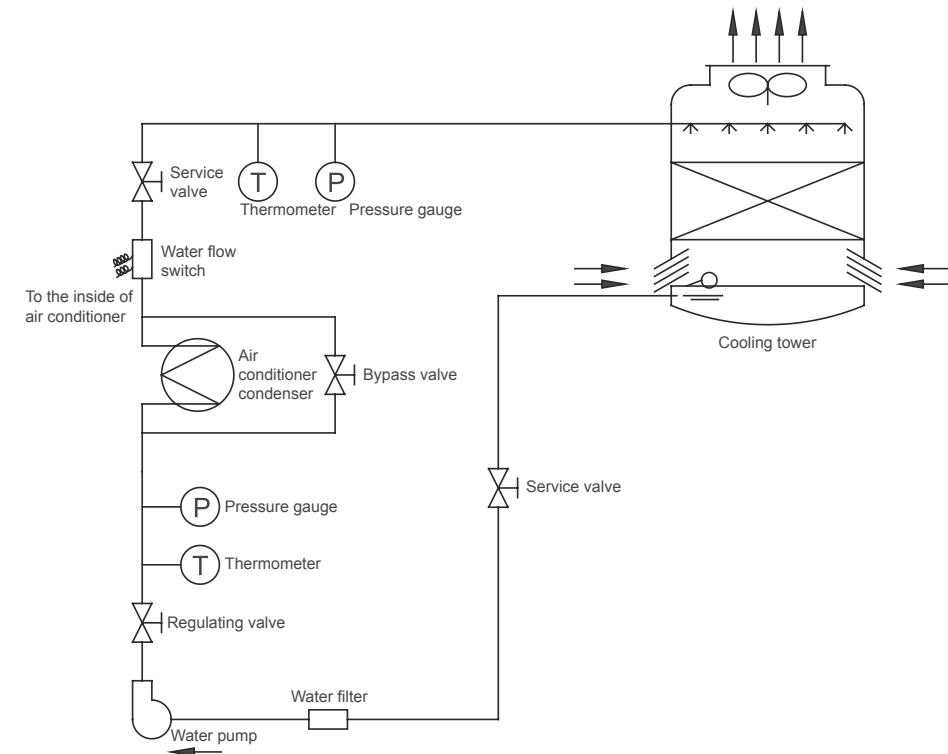 Service
valve
T
P
Thermometer
Pressure gauge
Water flow
switch
To the inside of
air conditioner
Cooling tower
Air
conditioner
condenser
Bypass valve
P
Pressure gauge
Service valve
T
Thermometer
Regulating valve
Water filter
Water pump